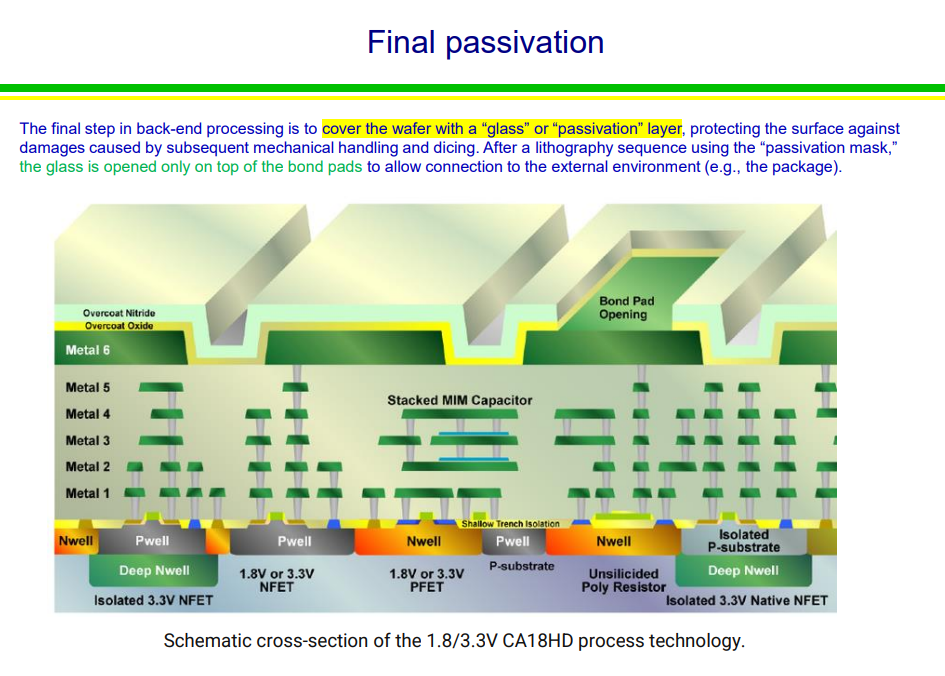 Final passivation
The final step in back-end processing is to cover the wafer with a “glass” or “passivation” layer, protecting the surface against
damages caused by subsequent mechanical handling and dicing. After a lithography sequence using the “passivation mask,”
the glass is opened only on top of the bond pads to allow connection to the external environment (e.g., the package).
Overcoat Nitride
Overcoat Oxide
Bond Pad
Opening
Metal 6
Metal 5
Stacked MIM Capacitor
Metal 4
Metal 3
Metal 2
Metal 1
Shallow Trench Isolation
Nwell
Pwell
Pwell
Nwell
Pwell
Nwell
Isolated
P-substrate
Deep Nwell
1.8V or 3.3V
NFET
1.8V or 3.3V
PFET
P-substrate
Unsilicided
Poly Resistor
Deep Nwell
Isolated 3.3V NFET
Isolated 3.3V Native NFET
Schematic cross-section of the 1.8/3.3V CA18HD process technology.